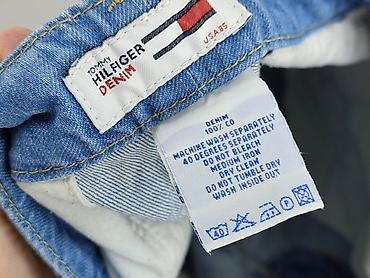 TOMMY
HILFIGER
DENIM
U.S.A85
DENIM
100% CO
MACHINE WASH SEPARATELY
40 DEGREES SEPARATELY
DO NOT BLEACH
MEDIUM IRON
DRY CLEAN
DO NOT TUMBLE DRY
WASH INSIDE OUT
40